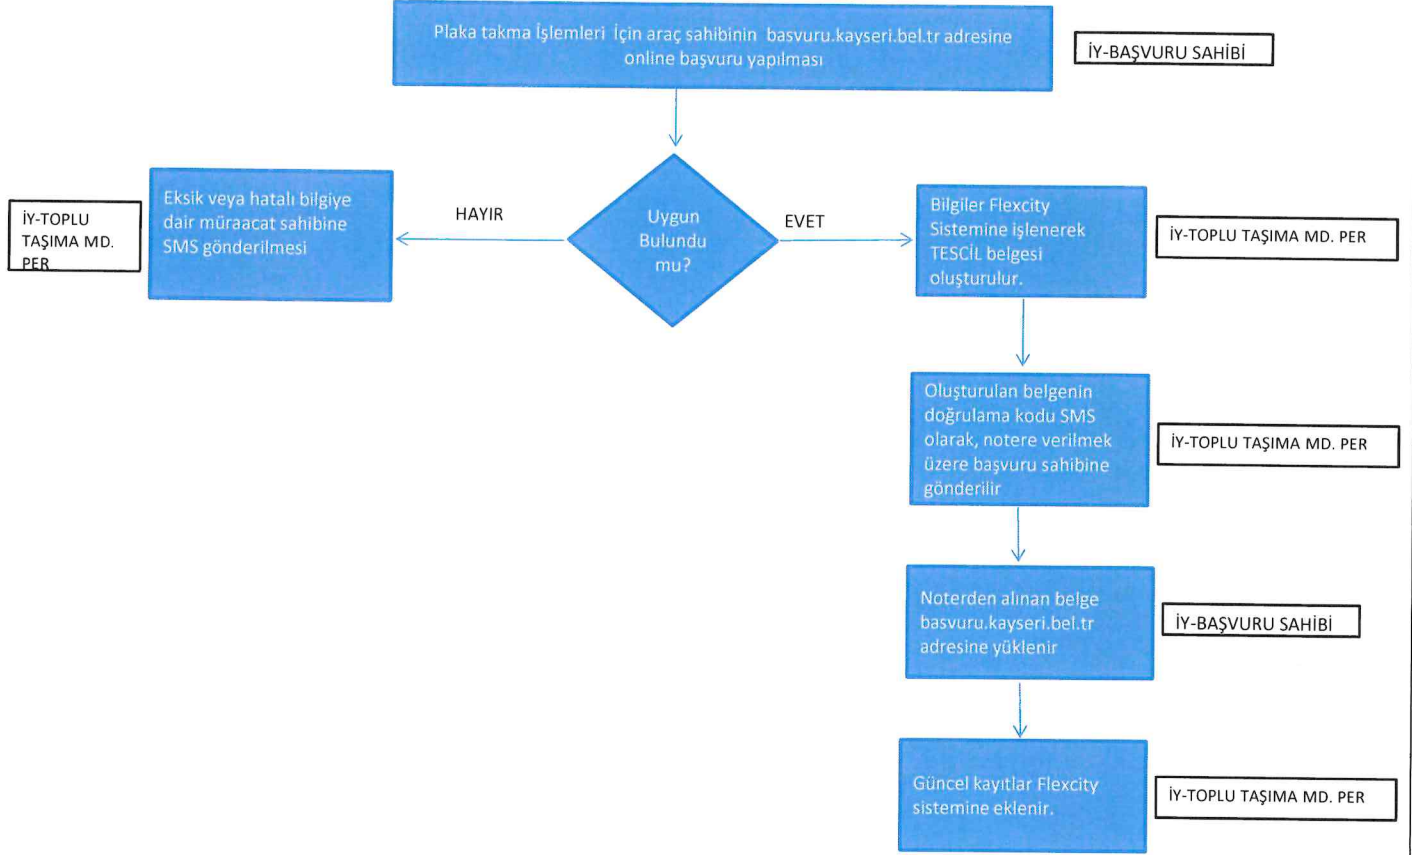 Plaka takma İşlemleri İçin araç sahibinin basvuru.kayseri.bel.tr adresine
online başvuru yapılması
İY-BAŞVURU SAHİBİ
İY-TOPLU
TAŞIMA MD.
PER
Eksik veya hatalı bilgiye
dair müraacat sahibine
SMS gönderilmesi
HAYIR
Uygun
Bulundu
mu?
EVET
Bilgiler Flexcity
Sistemine işlenerek
TESCİL belgesi
oluşturulur.
İY-TOPLU TAŞIMA MD. PER
Oluşturulan belgenin
doğrulama kodu SMS
olarak, notere verilmek
üzere başvuru sahibine
gönderilir
İY-TOPLU TAŞIMA MD. PER
Noterden alınan belge
basvuru.kayseri.bel.tr
adresine yüklenir
İY-BAŞVURU SAHİBİ
Güncel kayıtlar Flexcity
sistemine eklenir.
İY-TOPLU TAŞIMA MD. PER